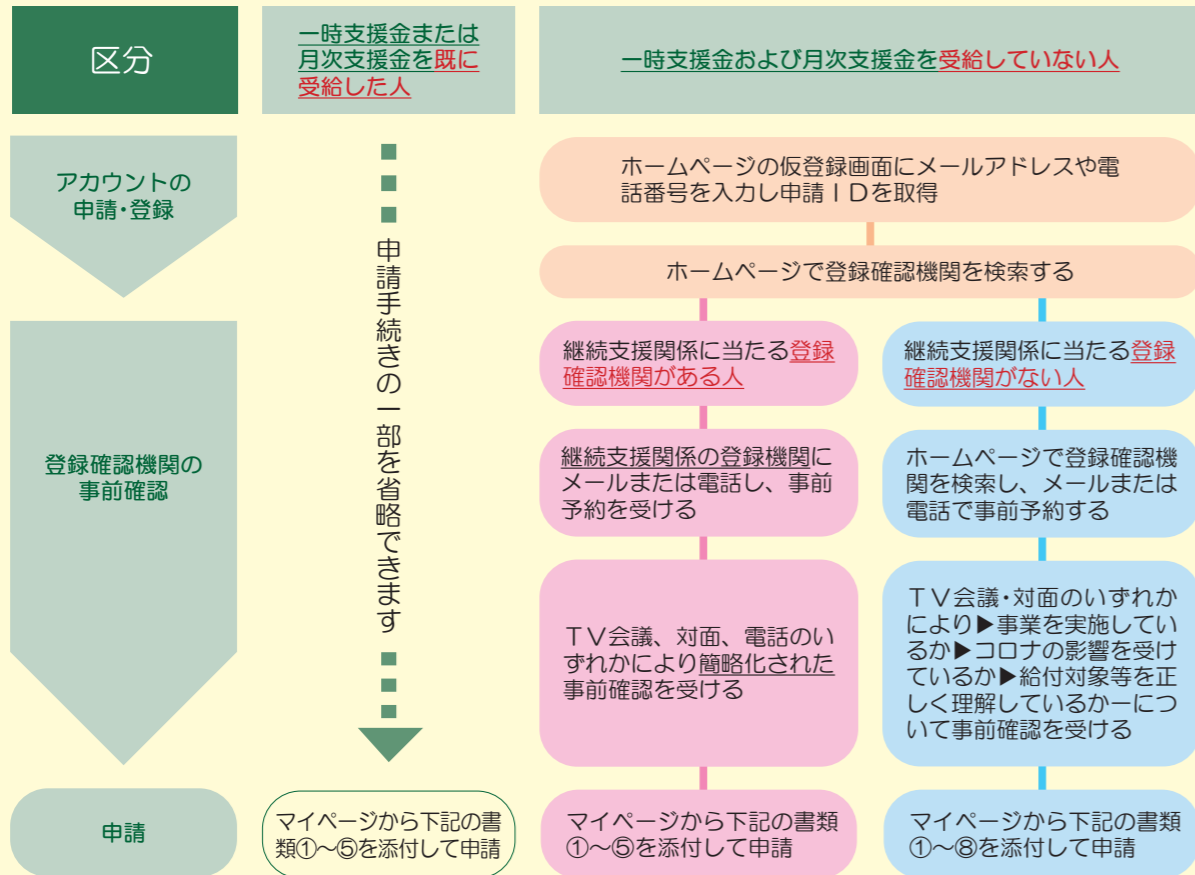 区分
一時支援金または
月次支援金を既に
受給した人
一時支援金および月次支援金を受給していない人
アカウントの
申請・登録
ホームページの仮登録画面にメールアドレスや電
話番号を入力し申請ＩＤを取得
ホームページで登録確認機関を検索する
申請手続きの一部を省略できます
登録確認機関の
事前確認
継続支援関係に当たる登録
確認機関がある人
継続支援関係の登録機関に
メールまたは電話し、事前
予約を受ける
ＴＶ会議、対面、電話のい
ずれかにより簡略化された
事前確認を受ける
継続支援関係に当たる登録
確認機関がない人
ホームページで登録確認機
関を検索し、メールまたは
電話で事前予約する
ＴＶ会議・対面のいずれか
により▶事業を実施してい
るか▶コロナの影響を受け
ているか▶給付対象等を正
しく理解しているかーにつ
いて事前確認を受ける
申請
マイページから下記の書
類①～⑤を添付して申請
マイページから下記の書類
①～⑤を添付して申請
マイページから下記の書類
①～⑧を添付して申請